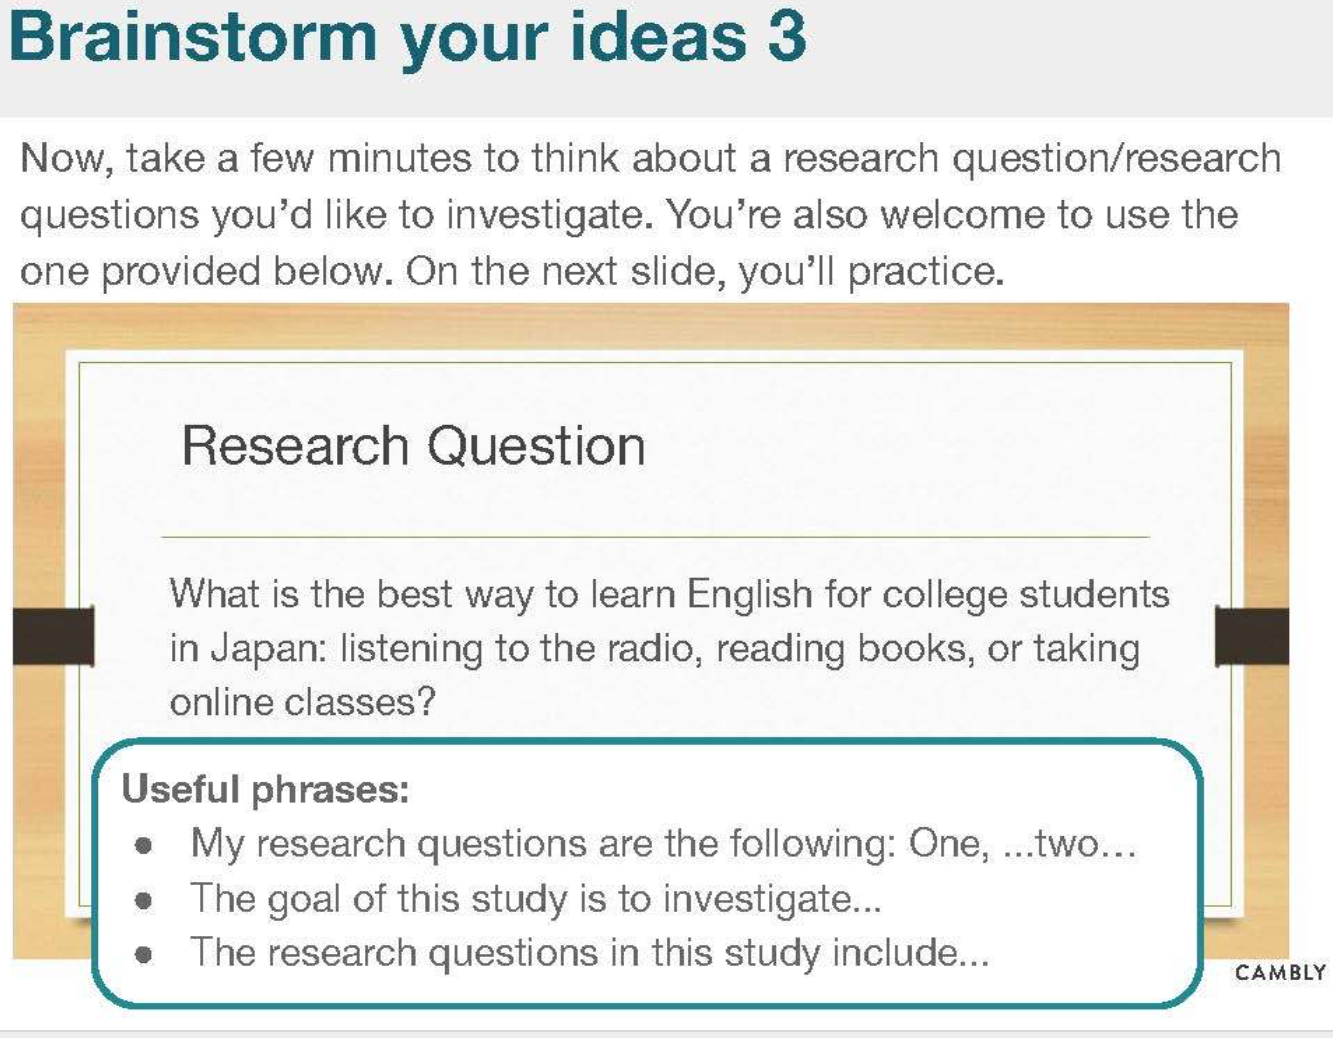 Brainstorm your ideas 3
Now, take a few minutes to think about a research question/research
questions you'd like to investigate. You're also welcome to use the
one provided below. On the next slide, you'll practice.
Research Question
What is the best way to learn English for college students
in Japan: listening to the radio, reading books, or taking
online classes?
Useful phrases:
● My research questions are the following: One, ...two...
● The goal of this study is to investigate...
● The research questions in this study include...
CAMBLY